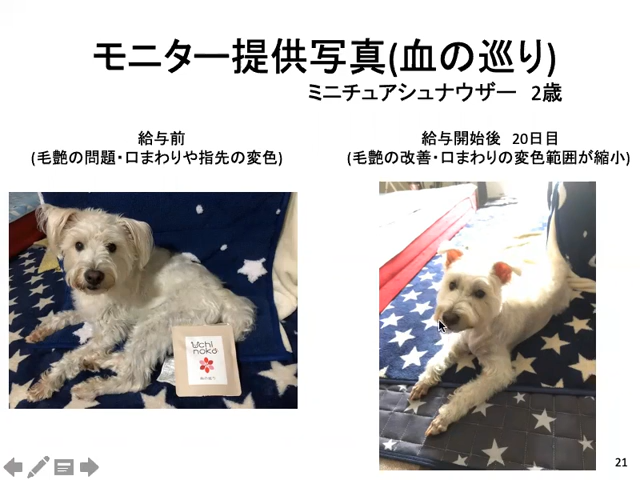 モニター提供写真(血の巡り)
ミニチュアシュナウザー　2歳
給与前
(毛艶の問題・口まわりや指先の変色)
給与開始後　20日目
(毛艶の改善・口まわりの変色範囲が縮小)
Uchi
noko
21